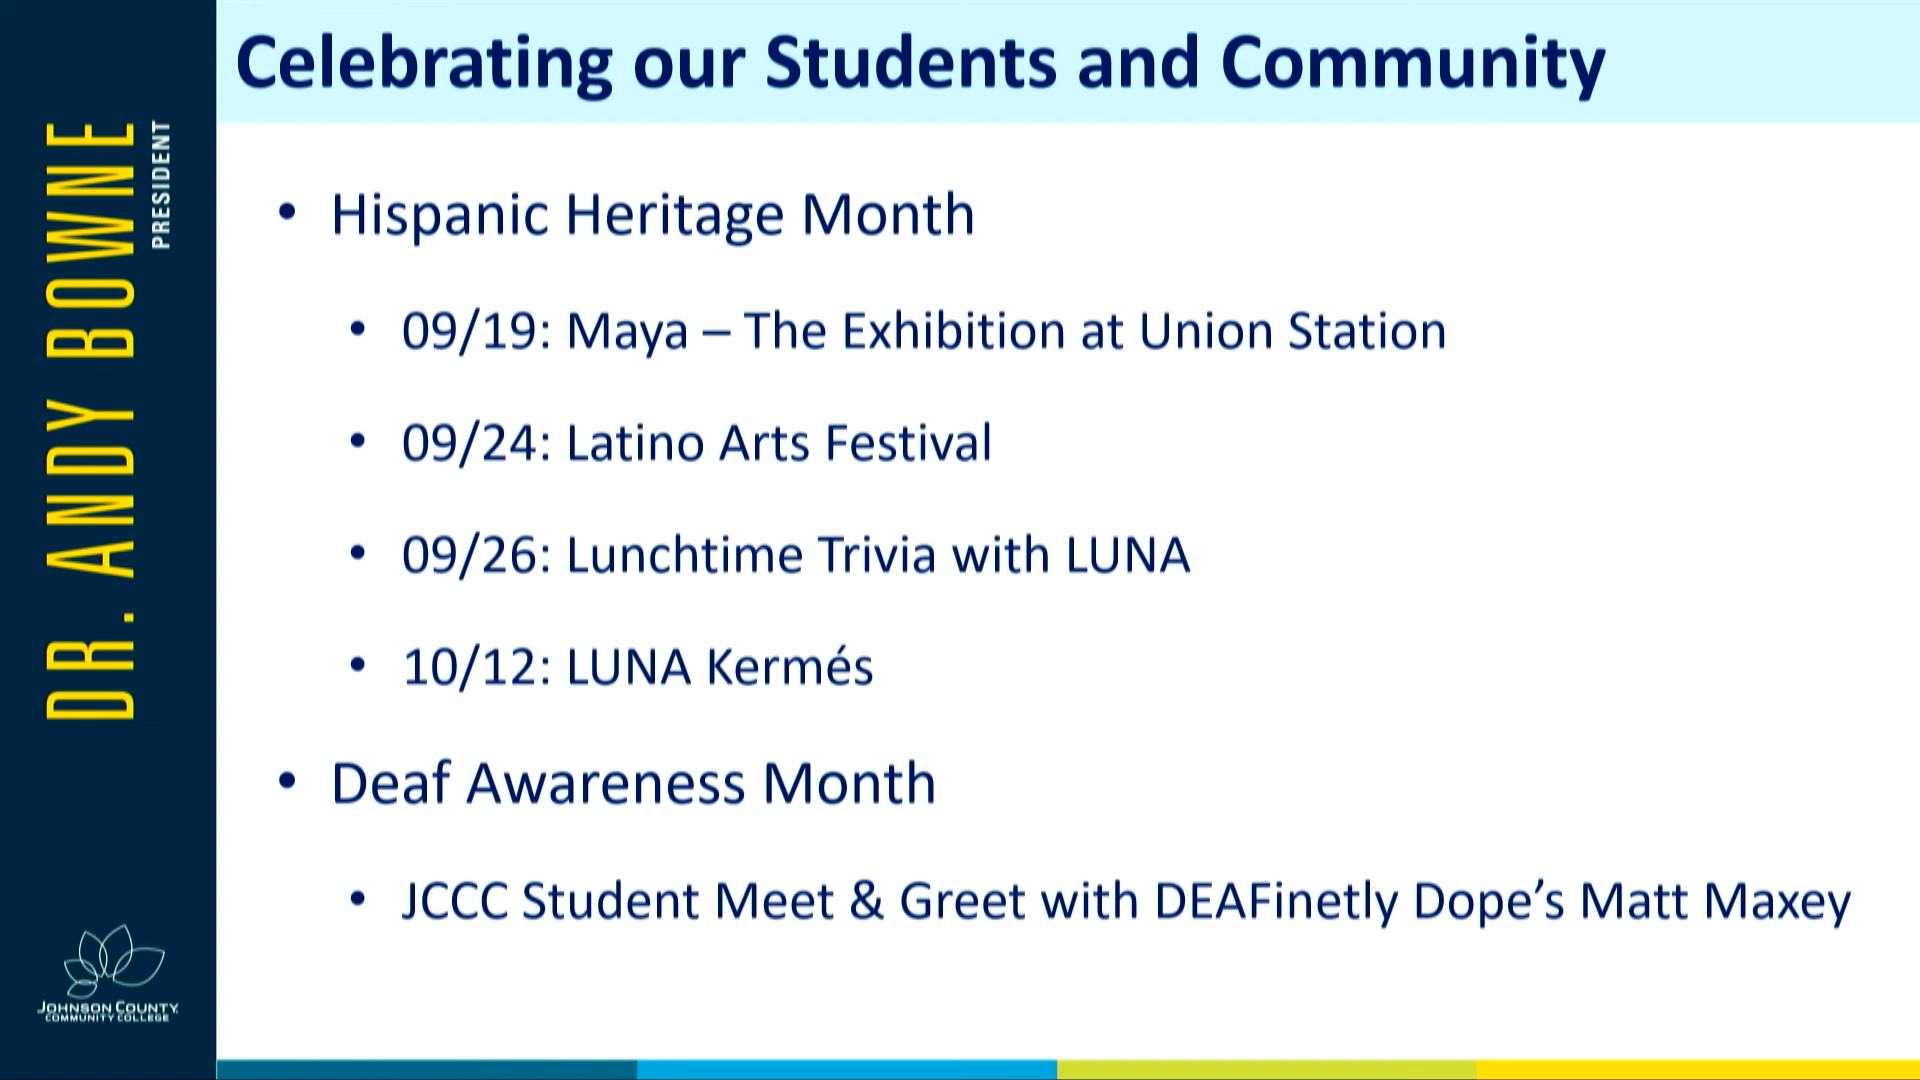 Celebrating our Students and Community
DR. ANDY BOWNE
PRESIDENT
• Hispanic Heritage Month
• 09/19: Maya – The Exhibition at Union Station
• 09/24: Latino Arts Festival
• 09/26: Lunchtime Trivia with LUNA
• 10/12: LUNA Kermés
• Deaf Awareness Month
• JCCC Student Meet & Greet with DEAFinetly Dope’s Matt Maxey
JOHNSON COUNTY
COMMUNITY COLLEGE